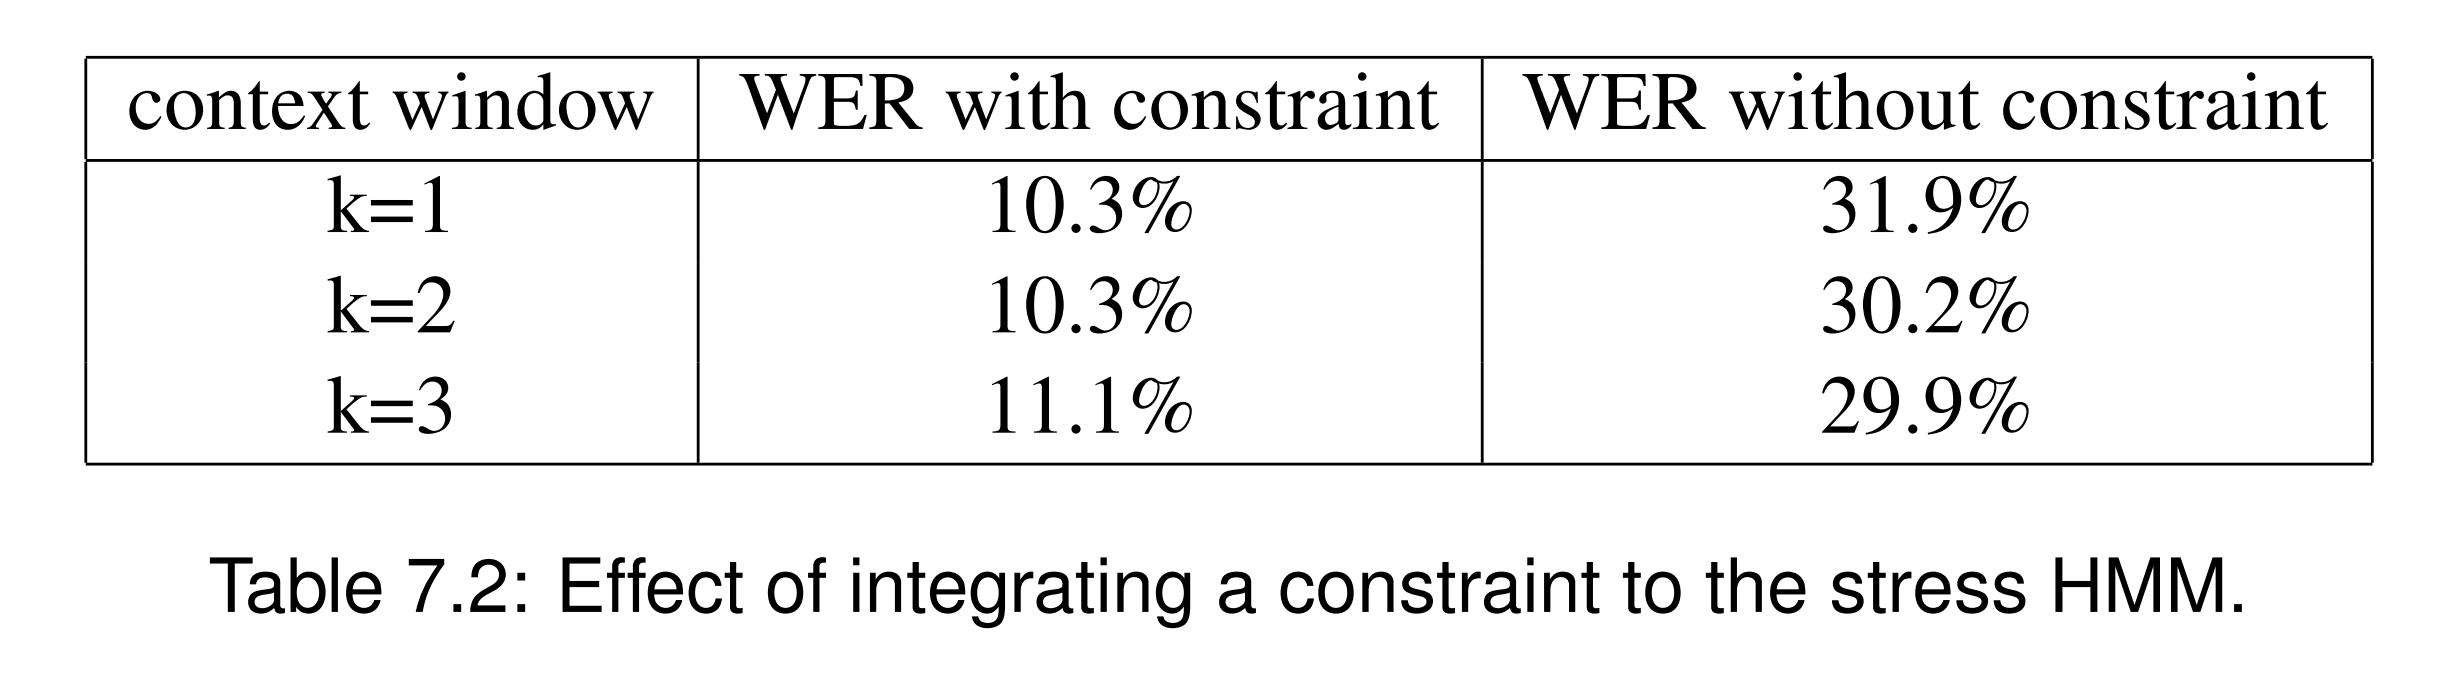 context window WER with constraint WER without constraint
k=1 10.3% 31.9%
k=2 10.3% 30.2%
k=3 11.1% 29.9%
Table 7.2: Effect of integrating a constraint to the stress HMM.